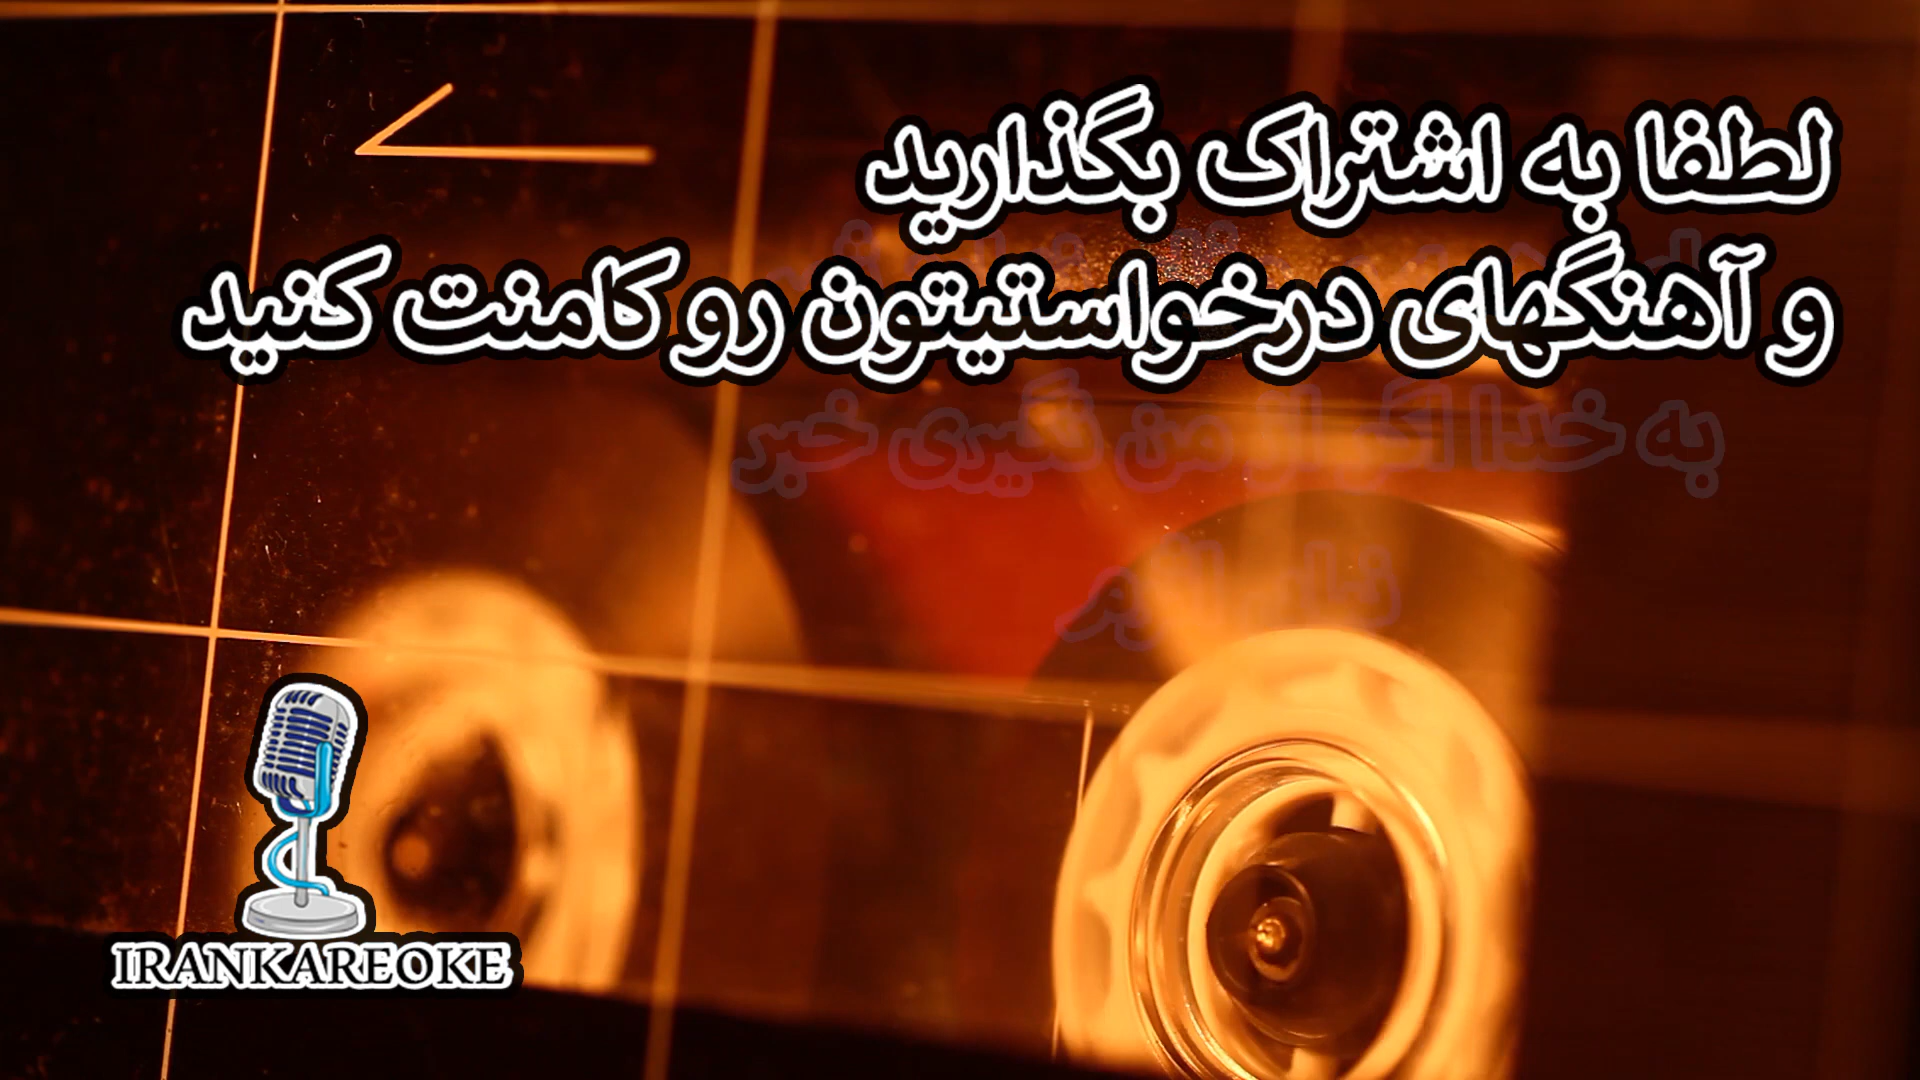 لطفا به اشتراک بگذارید
و آهنگهای درخواستیتون رو کامنت کنید
به خدا اگر از من نگیری خبر
IRANKAREOKE